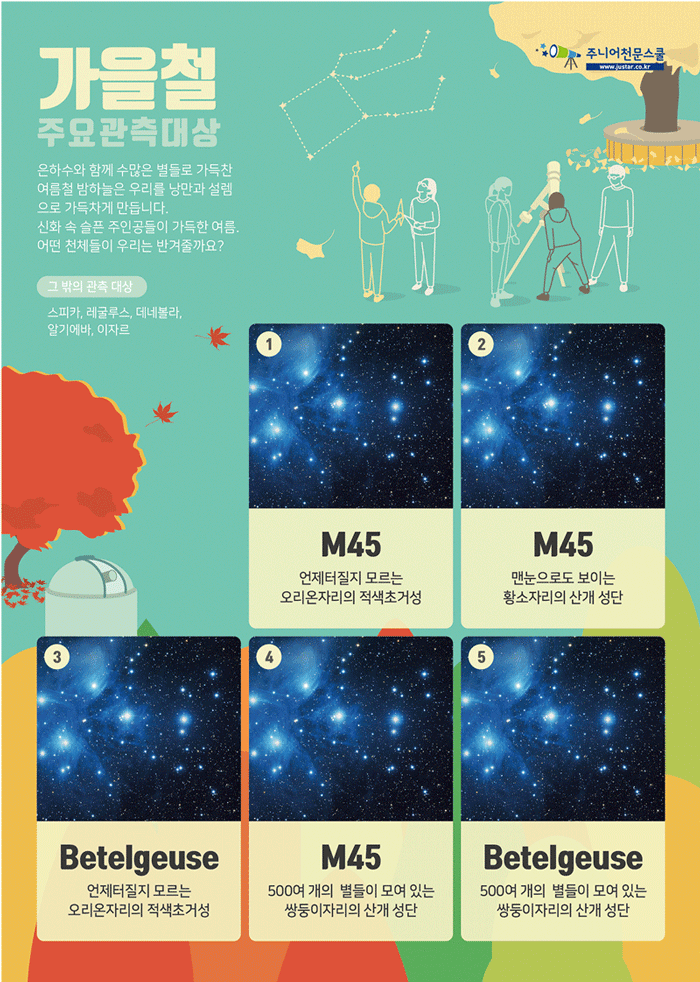 가을철
주요관측대상
은하수와 함께 수많은 별들로 가득찬
여름철 밤하늘은 우리를 낭만과 설렘
으로 가득차게 만듭니다.
신화 속 슬픈 주인공들이 가득한 여름.
어떤 천체들이 우리는 반겨줄까요?
그 밖의 관측 대상
스피카, 레굴루스, 데네볼라,
알기에바, 이자르
주니어천문스쿨
www.justar.co.kr
1
M45
언제터질지 모르는
오리온자리의 적색초거성
2
M45
맨눈으로도 보이는
황소자리의 산개 성단
3
Betelgeuse
언제터질지 모르는
오리온자리의 적색초거성
4
M45
500여 개의 별들이 모여 있는
쌍둥이자리의 산개 성단
5
Betelgeuse
500여 개의 별들이 모여 있는
쌍둥이자리의 산개 성단